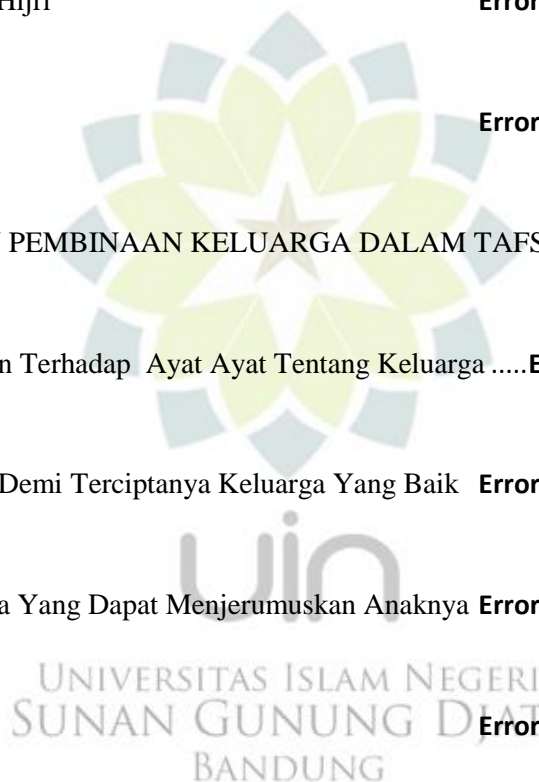 Hijri Error
Error
PEMBINAAN KELUARGA DALAM TAFS
n Terhadap Ayat Ayat Tentang Keluarga .....E
Demi Terciptanya Keluarga Yang Baik Error
uin
a Yang Dapat Menjerumuskan Anaknya Error
UNIVERSITAS ISLAM NEGERI
SUNAN GUNUNG DJAT Error
BANDUNG